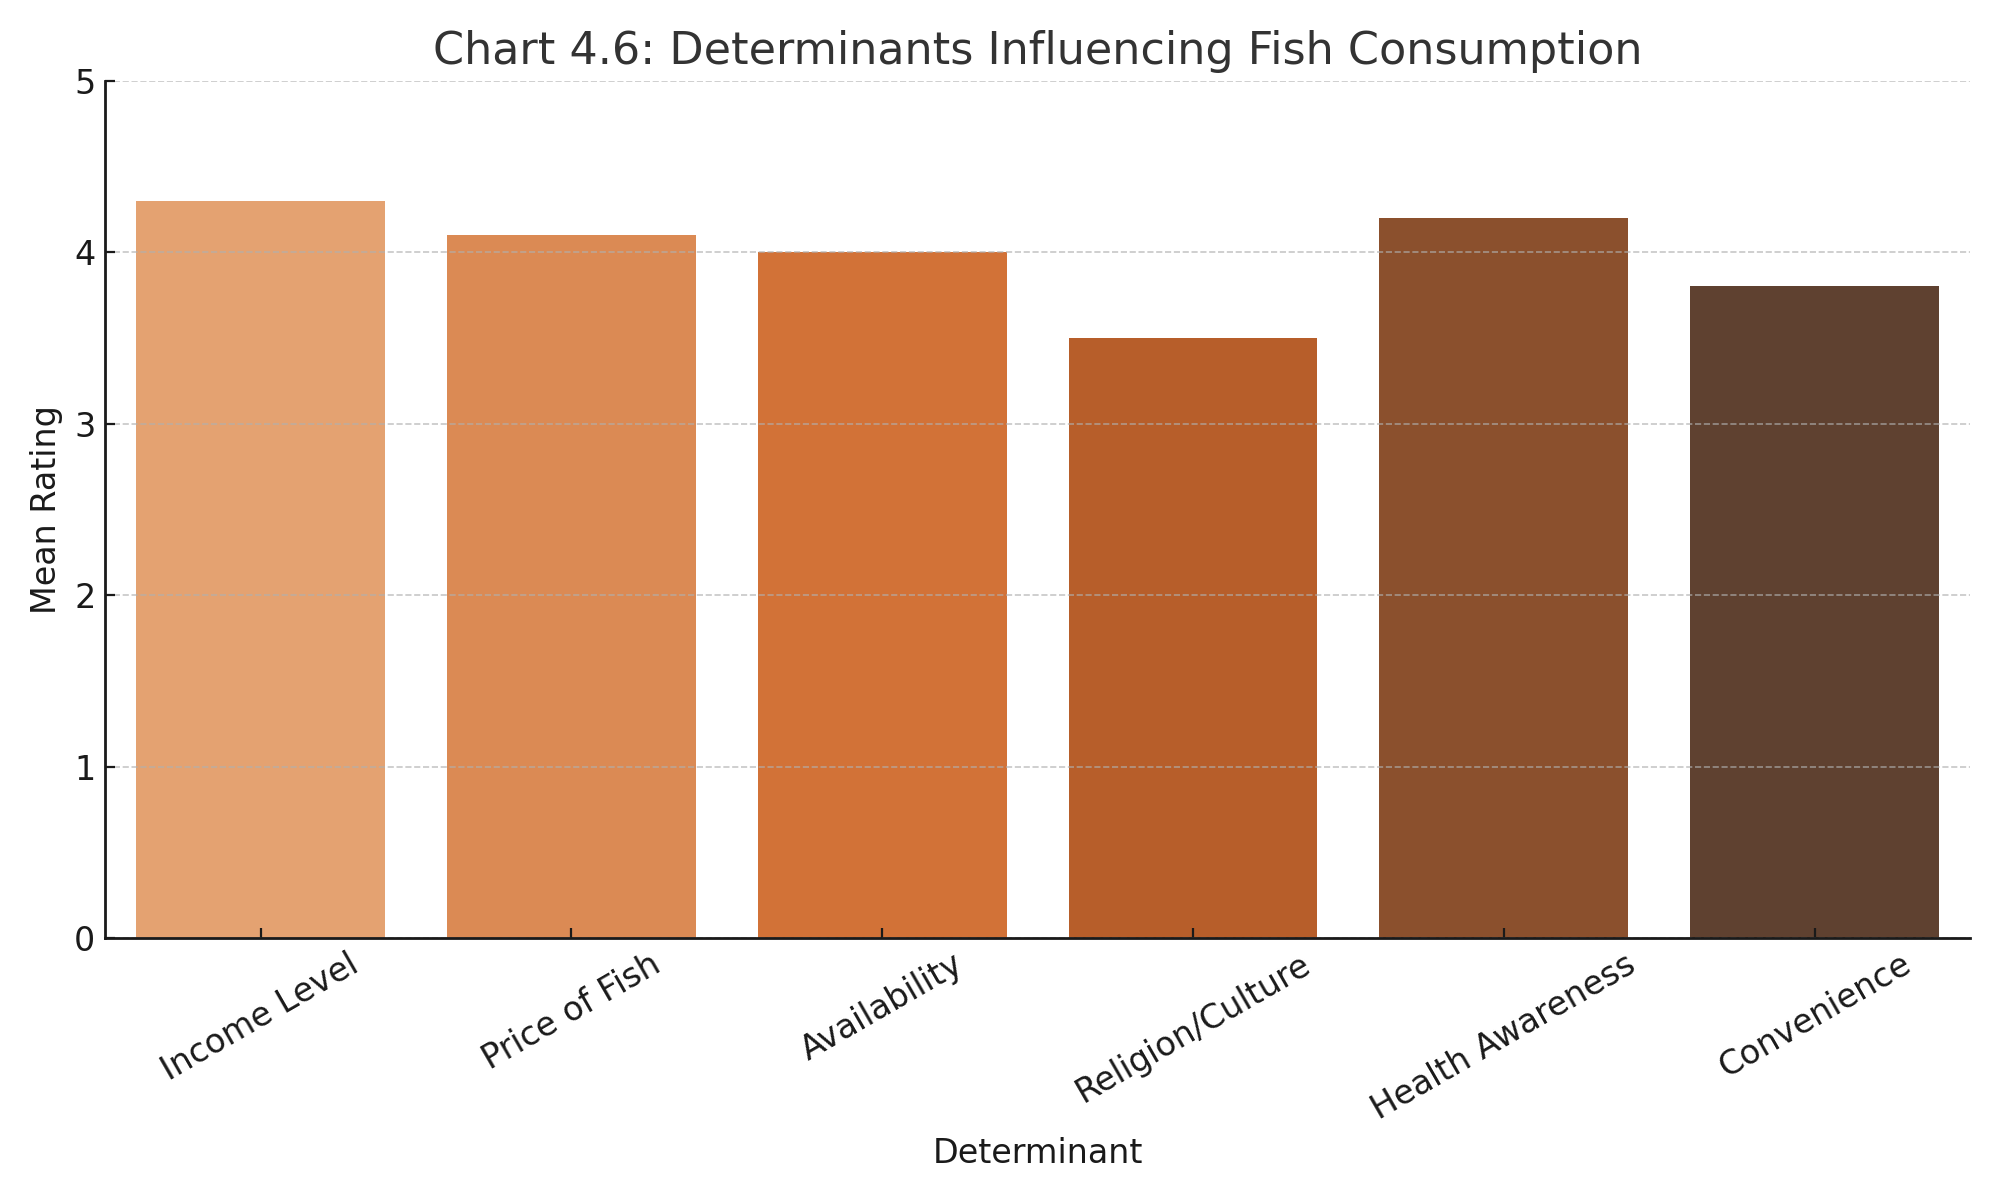 Chart 4.6: Determinants Influencing Fish Consumption
5
4
3
2
1
0
Mean Rating
Income Level
Price of Fish
Availability
Religion/Culture
Health Awareness
Convenience
Determinant